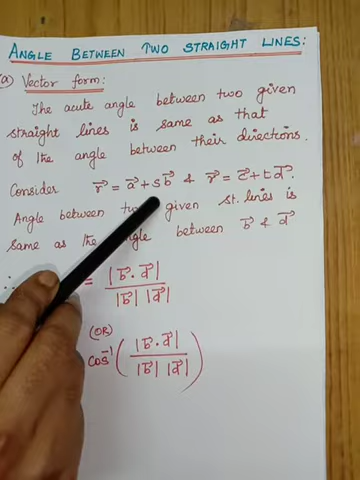 ANGLE BETWEEN TWO STRAIGHT LINES:
(a) Vector form:
The acute angle between two given
straight lines is same as that
of the angle between their directions.
Consider r⃗ = a⃗ + s b⃗ & r⃗ = c⃗ + t d⃗.
Angle between two given st. lines is
same as the angle between b⃗ & d⃗
∴ = |b⃗ · d⃗| / |b⃗| |d⃗|
(OR)
cos⁻¹ ( |b⃗ · d⃗| / |b⃗| |d⃗| )